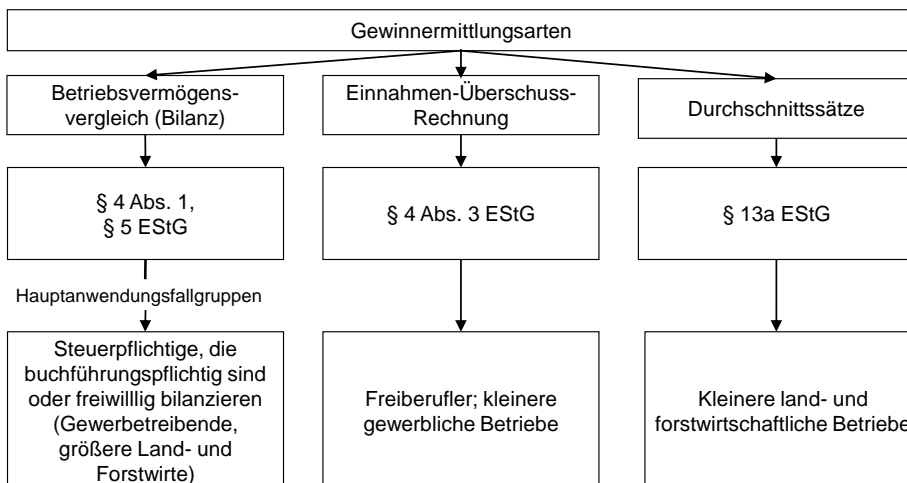 Gewinnermittlungsarten
Betriebsvermögens-
vergleich (Bilanz)
Einnahmen-Überschuss-
Rechnung
Durchschnittssätze
§ 4 Abs. 1,
§ 5 EStG
§ 4 Abs. 3 EStG
§ 13a EStG
Hauptanwendungsfallgruppen
Steuerpflichtige, die
buchführungspflichtig sind
oder freiwilllig bilanzieren
(Gewerbetreibende,
größere Land- und
Forstwirte)
Freiberufler; kleinere
gewerbliche Betriebe
Kleinere land- und
forstwirtschaftliche Betriebe